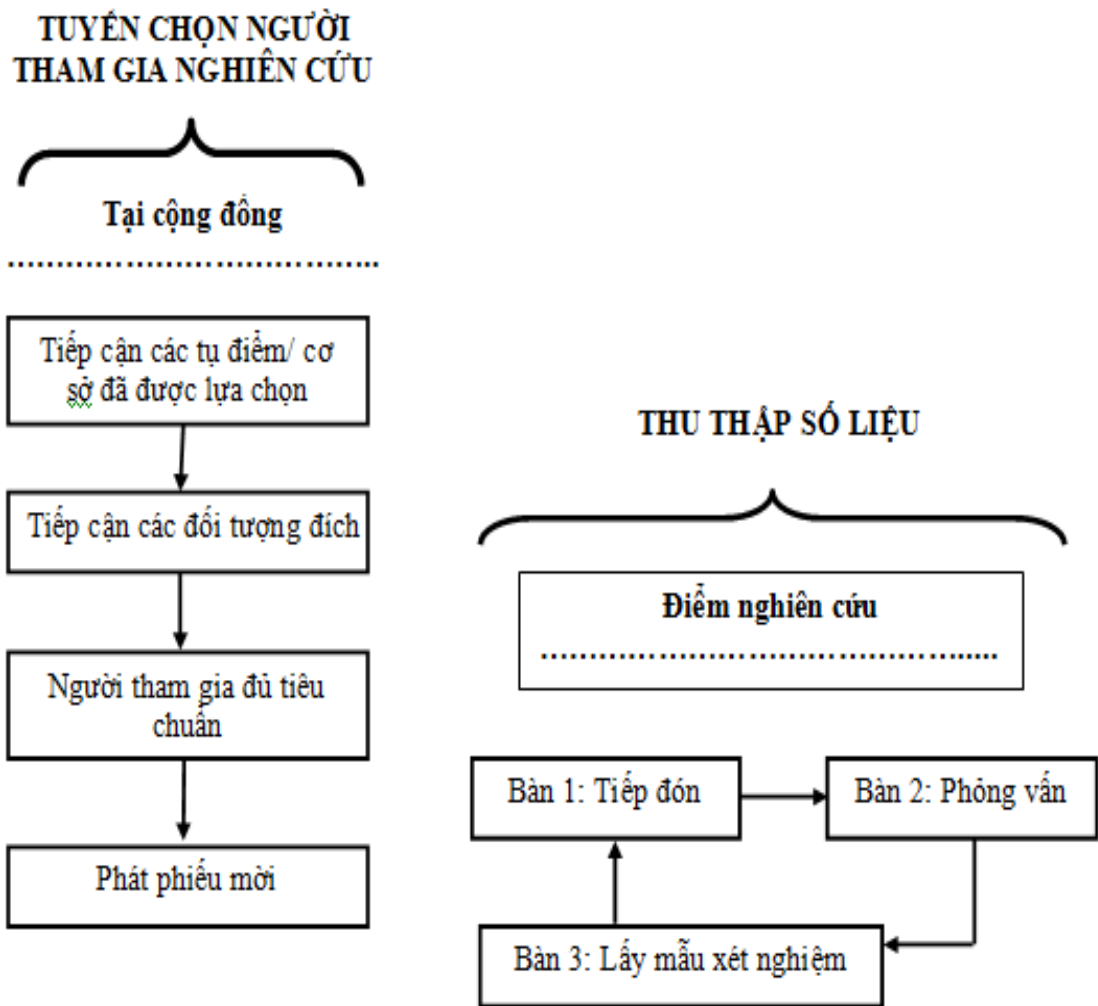 TUYỂN CHỌN NGƯỜI
THAM GIA NGHIÊN CỨU
Tại cộng đồng
.......................................
Tiếp cận các tụ điểm/ cơ
sở đã được lựa chọn
Tiếp cận các đối tượng đích
Người tham gia đủ tiêu
chuẩn
Phát phiếu mời
THU THẬP SỐ LIỆU
Điểm nghiên cứu
................................................
Bàn 1: Tiếp đón
Bàn 2: Phỏng vấn
Bàn 3: Lấy mẫu xét nghiệm